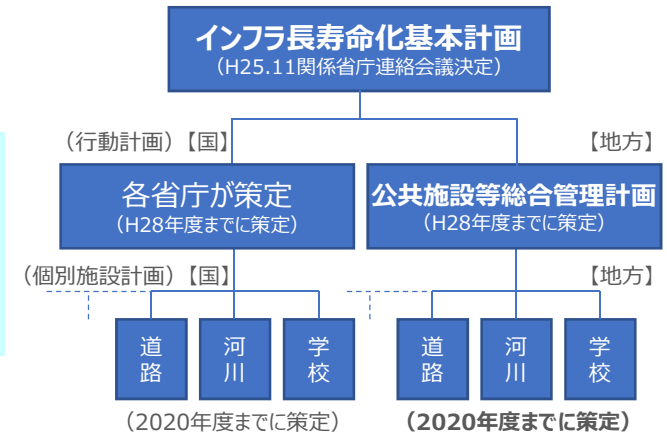 インフラ長寿命化基本計画
（H25.11関係省庁連絡会議決定）
（行動計画）【国】
【地方】
各省庁が策定
（H28年度までに策定）
公共施設等総合管理計画
（H28年度までに策定）
（個別施設計画）【国】
【地方】
道路
河川
学校
道路
河川
学校
（2020年度までに策定）
（2020年度までに策定）